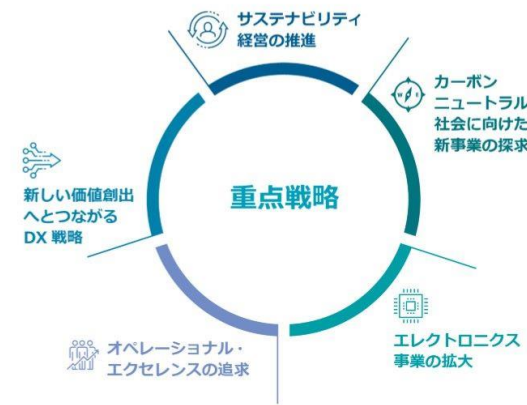 サステナビリティ
経営の推進
カーボン
ニュートラル
社会に向けた
新事業の探求
重点戦略
新しい価値創出
へとつながる
DX 戦略
エレクトロニクス
事業の拡大
オペレーショナル・
エクセレンスの追求